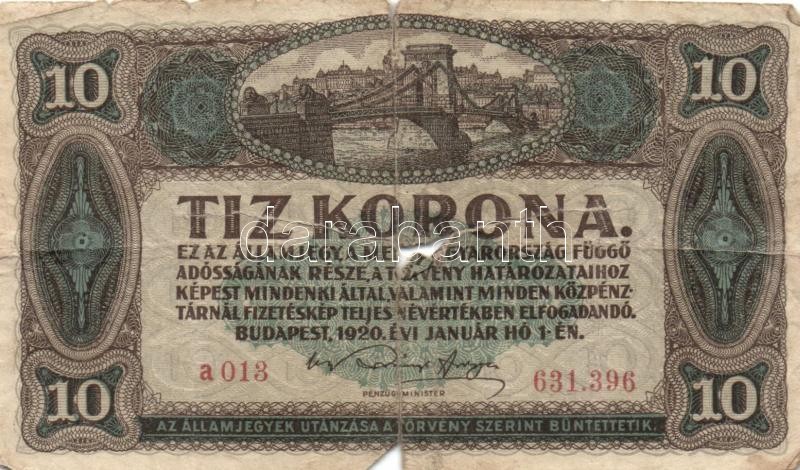 10 10
TIZ KORONA.
EZ AZ ÁLLAMJEGY, A FÜGGŐ
ADÓSSÁGÁNAK RÉSZE, A TÖRVÉNY HATÁROZATAIHOZ
KÉPEST MINDENKI ÁLTAL, VALAMINT MINDEN KÖZPÉNZ-
TÁRNÁL FIZETÉSKÉP TELJES NÉVÉRTÉKBEN ELFOGADANDÓ.
BUDAPEST, 1920. ÉVI JANUÁR HÓ 1-ÉN.
a 013 631.396
PÉNZÜGYMINISTER
10 10
AZ ÁLLAMJEGYEK UTÁNZÁSA A TÖRVÉNY SZERINT BÜNTETTETIK.
darabanth.com